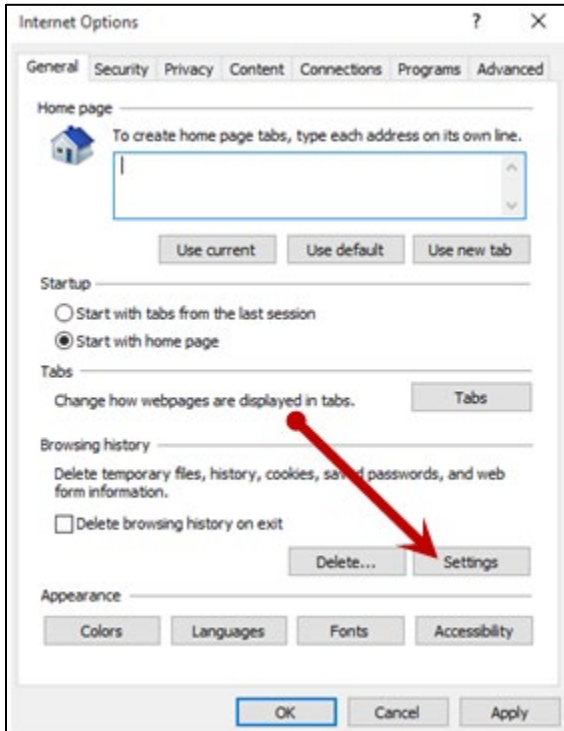 Internet Options ? X
General Security Privacy Content Connections Programs Advanced
Home page
To create home page tabs, type each address on its own line.
Use current Use default Use new tab
Startup
Start with tabs from the last session
Start with home page
Tabs
Change how webpages are displayed in tabs. Tabs
Browsing history
Delete temporary files, history, cookies, saved passwords, and web
form information.
Delete browsing history on exit
Delete... Settings
Appearance
Colors Languages Fonts Accessibility
OK Cancel Apply